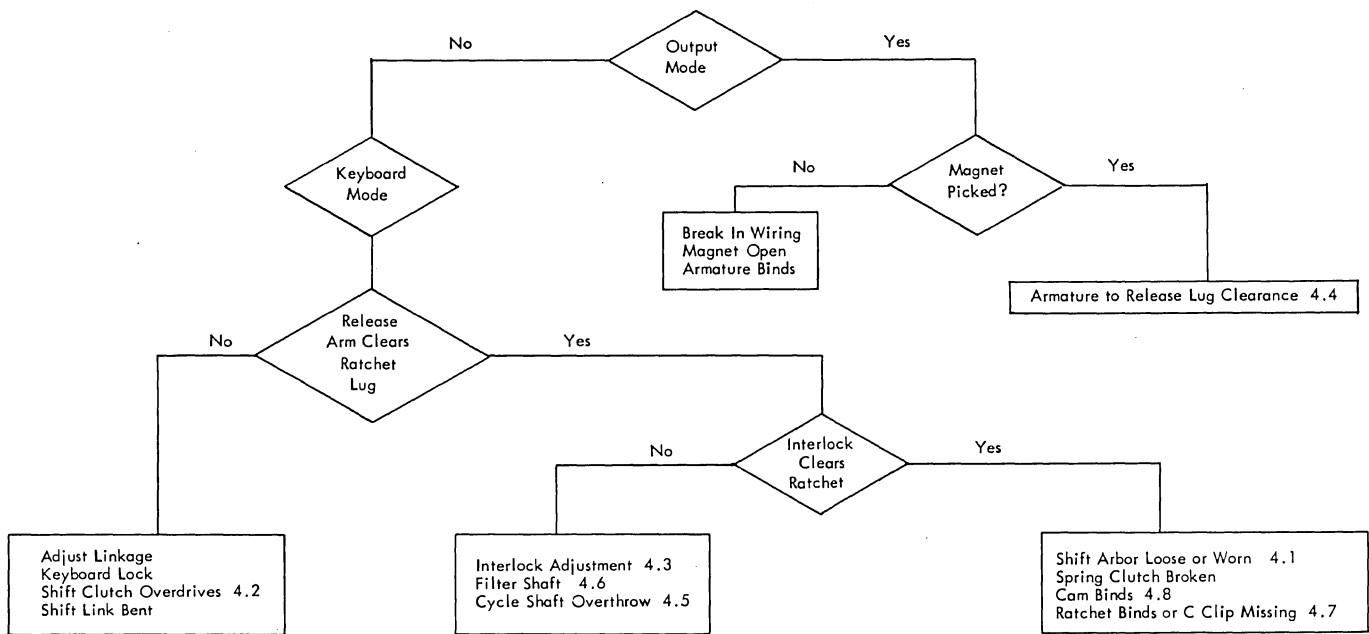 Output
Mode
No
Yes
Keyboard
Mode
Magnet
Picked?
No
Yes
Break In Wiring
Magnet Open
Armature Binds
Armature to Release Lug Clearance 4.4
Release
Arm Clears
Ratchet
Lug
No
Yes
Interlock
Clears
Ratchet
No
Yes
Adjust Linkage
Keyboard Lock
Shift Clutch Overdrives 4.2
Shift Link Bent
Interlock Adjustment 4.3
Filter Shaft 4.6
Cycle Shaft Overthrow 4.5
Shift Arbor Loose or Worn 4.1
Spring Clutch Broken
Cam Binds 4.8
Ratchet Binds or C Clip Missing 4.7